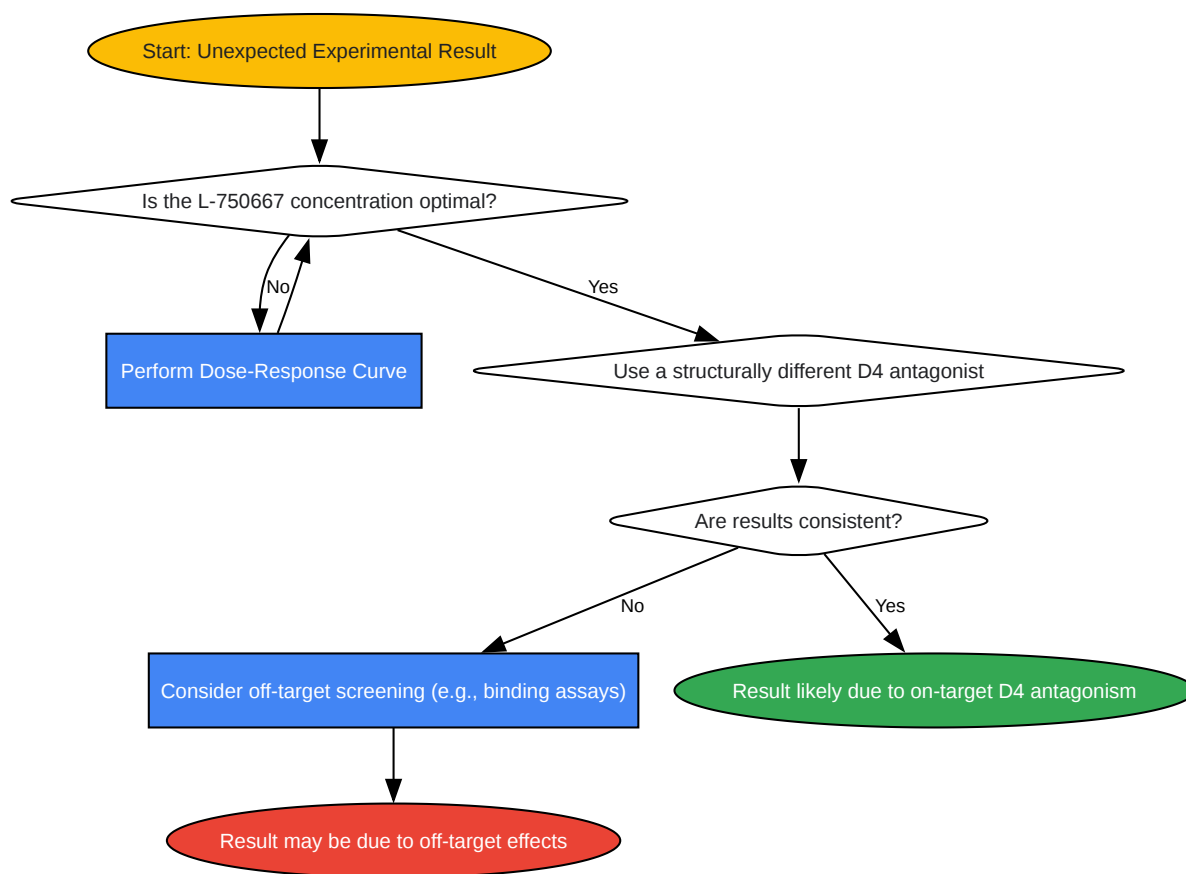 Start: Unexpected Experimental Result
Is the L-750667 concentration optimal?
No
Yes
Perform Dose-Response Curve
Use a structurally different D4 antagonist
Are results consistent?
No
Yes
Consider off-target screening (e.g., binding assays)
Result likely due to on-target D4 antagonism
Result may be due to off-target effects